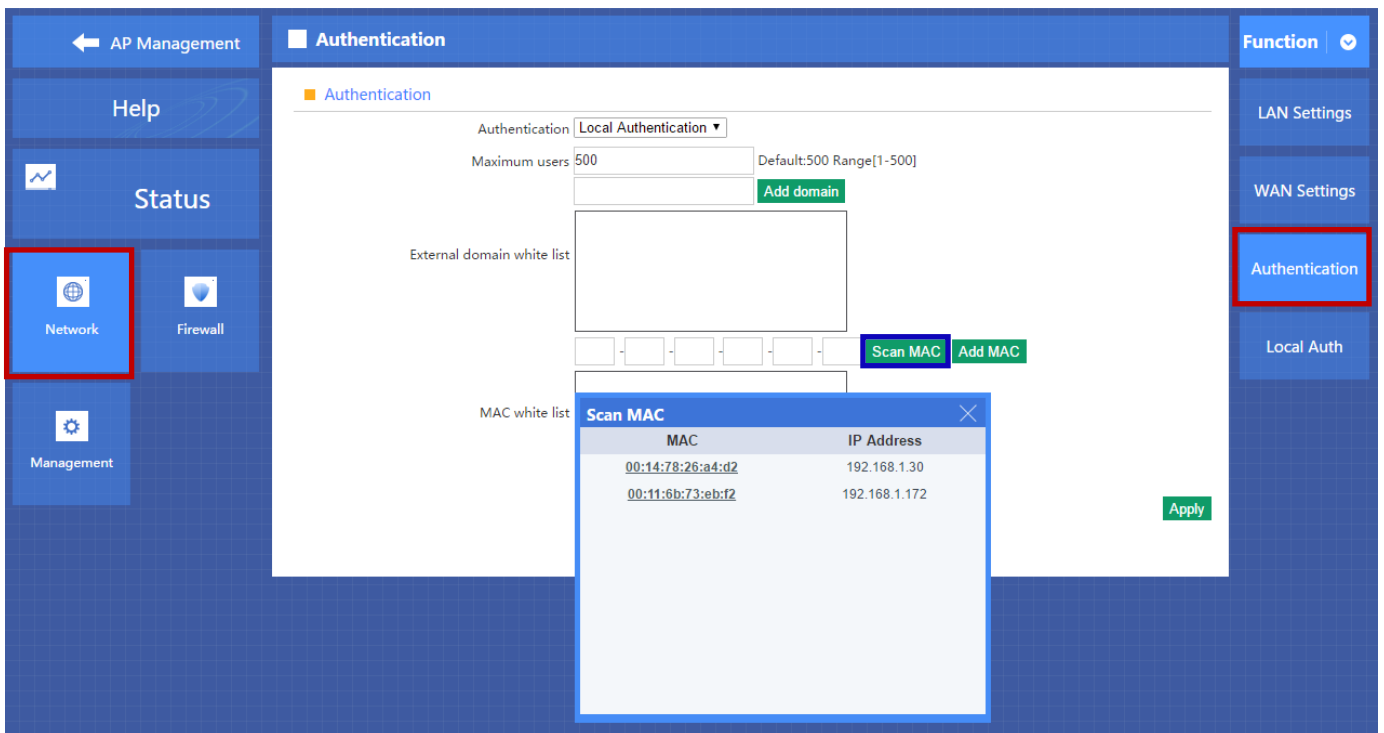 AP Management
Authentication
Function
Help
Status
Network
Firewall
Management
Authentication
Authentication Local Authentication ▼
Maximum users 500 Default:500 Range[1-500]
Add domain
External domain white list
- - - - - Scan MAC Add MAC
MAC white list
Scan MAC
MAC IP Address
00:14:78:26:a4:d2 192.168.1.30
00:11:6b:73:eb:f2 192.168.1.172
Apply
LAN Settings
WAN Settings
Authentication
Local Auth